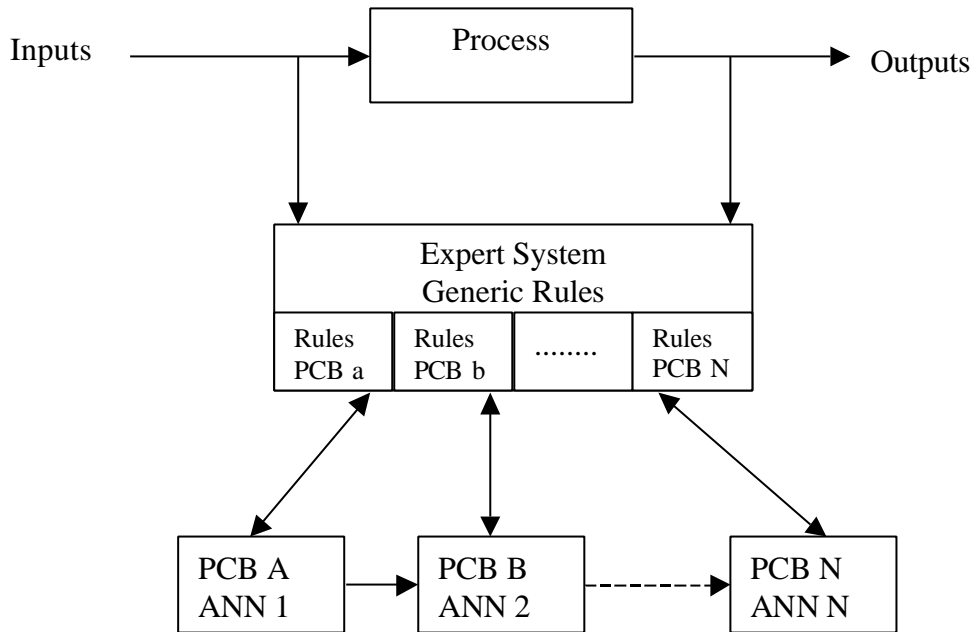 Inputs
Process
Outputs
Expert System
Generic Rules
Rules
PCB a
Rules
PCB b
........
Rules
PCB N
PCB A
ANN 1
PCB B
ANN 2
PCB N
ANN N